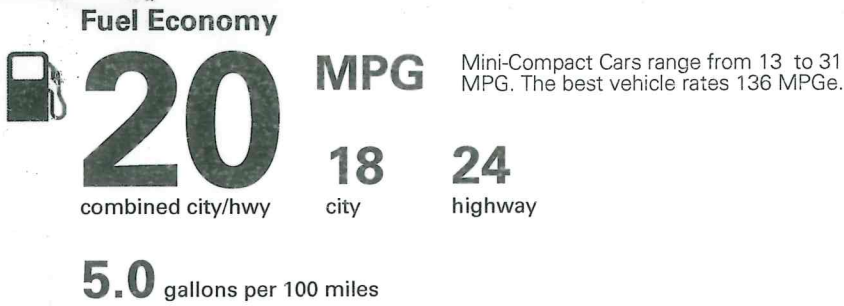 Fuel Economy
20 MPG
Mini-Compact Cars range from 13 to 31
MPG. The best vehicle rates 136 MPGe.
combined city/hwy
18
city
24
highway
5.0 gallons per 100 miles